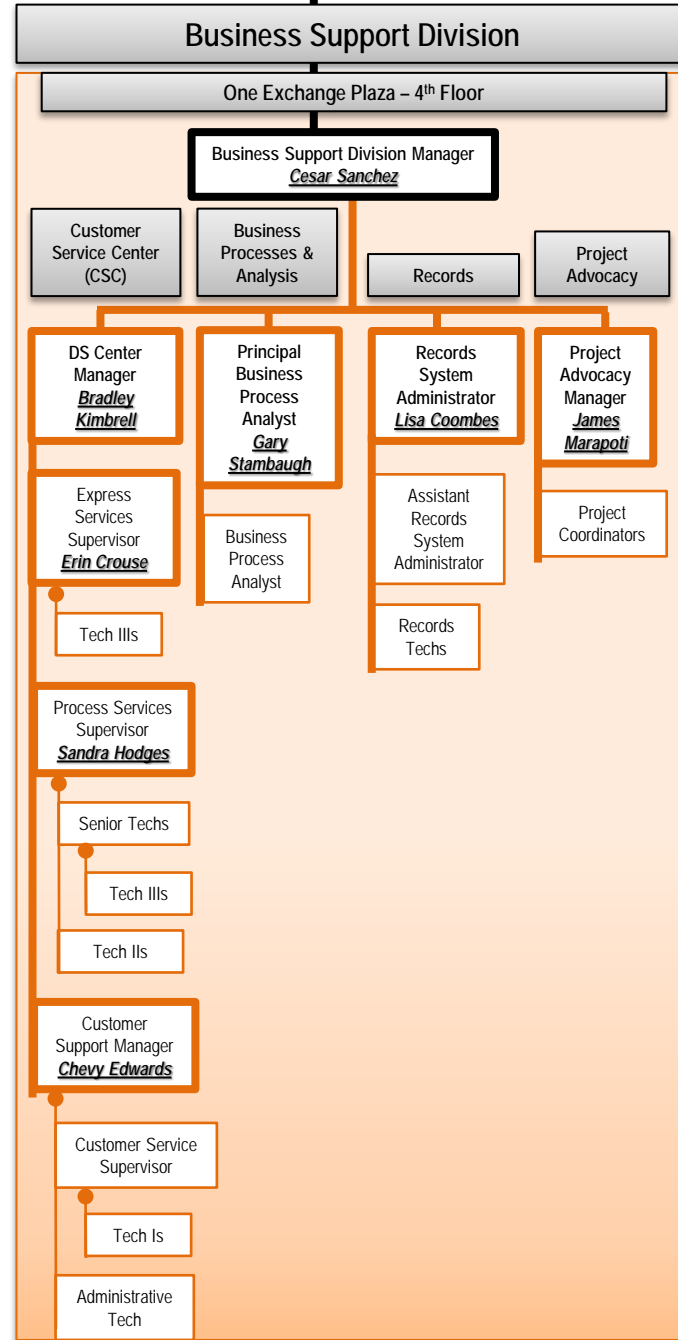 Business Support Division
One Exchange Plaza – 4th Floor
Business Support Division Manager
Cesar Sanchez
Customer
Service Center
(CSC)
Business
Processes &
Analysis
Records
Project
Advocacy
DS Center
Manager
Bradley
Kimbrell
Principal
Business
Process
Analyst
Gary
Stambaugh
Records
System
Administrator
Lisa Coombes
Project
Advocacy
Manager
James
Marapoti
Express
Services
Supervisor
Erin Crouse
Business
Process
Analyst
Assistant
Records
System
Administrator
Project
Coordinators
Tech IIIs
Records
Techs
Process Services
Supervisor
Sandra Hodges
Senior Techs
Tech IIIs
Tech IIs
Customer
Support Manager
Chevy Edwards
Customer Service
Supervisor
Tech Is
Administrative
Tech